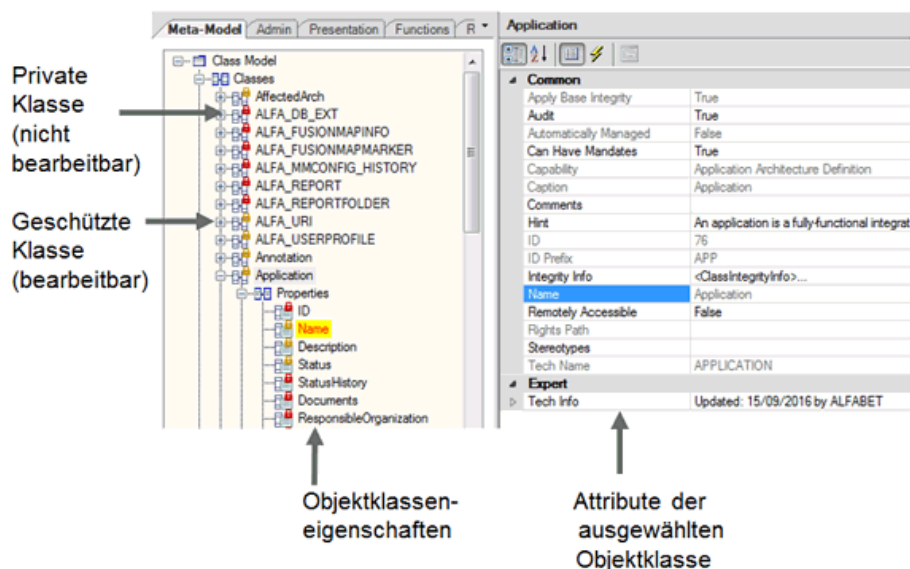 Meta-Model Admin Presentation Functions R
Class Model
Classes
AffectedArch
ALFA_DB_EXT
ALFA_FUSIONMAPINFO
ALFA_FUSIONMAPMARKER
ALFA_MMCONFIG_HISTORY
ALFA_REPORT
ALFA_REPORTFOLDER
ALFA_URI
ALFA_USERPROFILE
Annotation
Application
Properties
ID
Name
Description
Status
StatusHistory
Documents
ResponsibleOrganization
Private
Klasse
(nicht
bearbeitbar)
Geschützte
Klasse
(bearbeitbar)
Application
Common
Apply Base Integrity True
Audit True
Automatically Managed False
Can Have Mandates True
Capability Application Architecture Definition
Caption Application
Comments
Hint An application is a fully-functional integrat
ID 76
ID Prefix APP
Integrity Info <ClassIntegrityInfo>...
Name Application
Remotely Accessible False
Rights Path
Stereotypes
Tech Name APPLICATION
Expert
Tech Info Updated: 15/09/2016 by ALFABET
Objektklassen-
eigenschaften
Attribute der
ausgewählten
Objektklasse